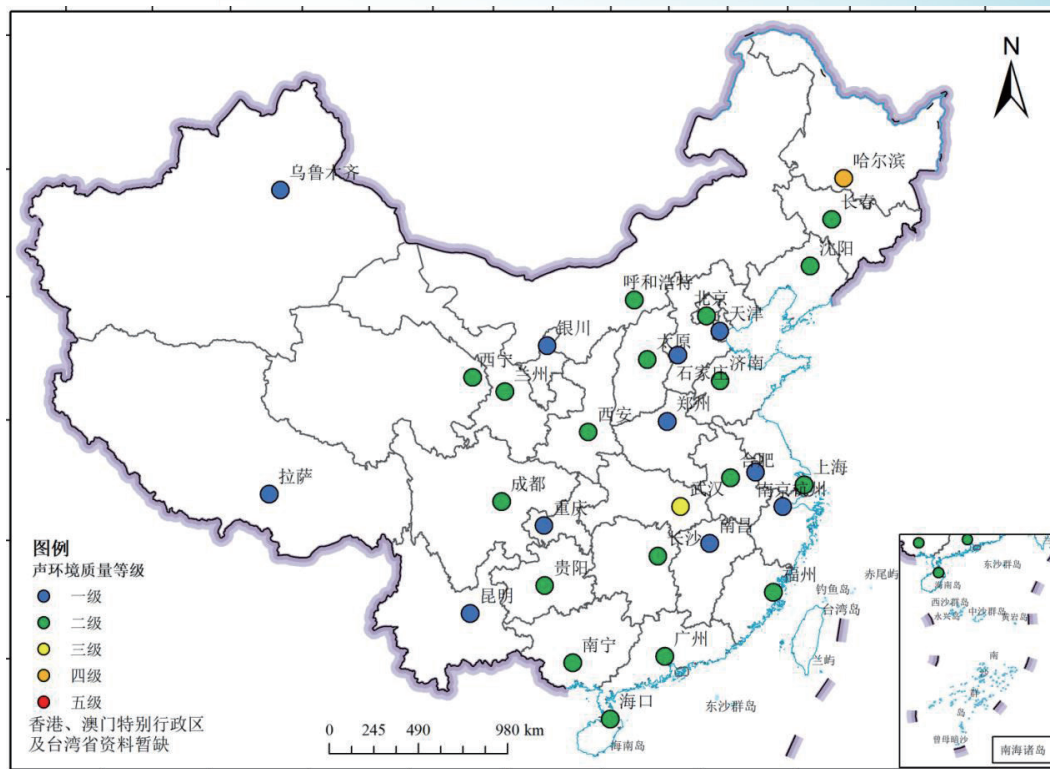 N
哈尔滨
乌鲁木齐
长春
沈阳
呼和浩特
北京
天津
银川
太原
西宁
石家庄
济南
兰州
郑州
西安
合肥
上海
拉萨
成都
武汉
南京
杭州
重庆
南昌
长沙
贵阳
福州
昆明
钓鱼岛
赤尾屿
台湾岛
南宁
广州
兰屿
海口
东沙群岛
海南岛
图例
声环境质量等级
一级
二级
三级
四级
五级
香港、澳门特别行政区
及台湾省资料暂缺
0 245 490 980 km
东沙群岛
海南岛
西沙群岛
中沙群岛
永兴岛
黄岩岛
南
沙
群
岛
曾母暗沙
南海诸岛